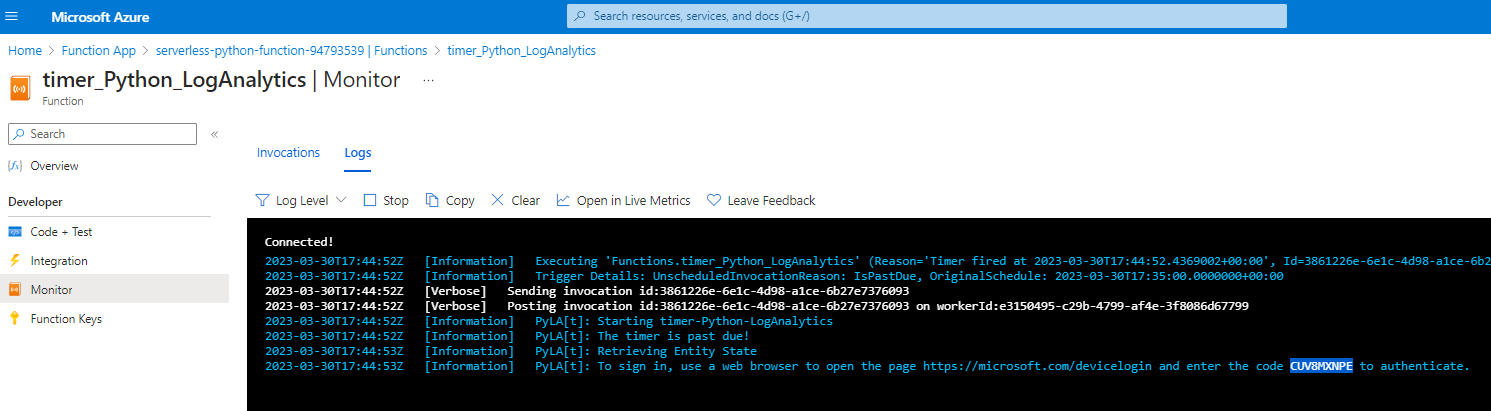 Microsoft Azure
Search resources, services, and docs (G+/)
Home > Function App > serverless-python-function-94793539 | Functions > timer_Python_LogAnalytics
timer_Python_LogAnalytics | Monitor ...
Function
Search «
Overview
Developer
Code + Test
Integration
Monitor
Function Keys
Invocations Logs
Log Level Stop Copy Clear Open in Live Metrics Leave Feedback
Connected!
2023-03-30T17:44:52Z [Information] Executing 'Functions.timer_Python_LogAnalytics' (Reason='Timer fired at 2023-03-30T17:44:52.4369002+00:00', Id=3861226e-6e1c-4d98-a1ce-6b2
2023-03-30T17:44:52Z [Information] Trigger Details: UnscheduledInvocationReason: IsPastDue, OriginalSchedule: 2023-03-30T17:35:00.0000000+00:00
2023-03-30T17:44:52Z [Verbose] Sending invocation id:3861226e-6e1c-4d98-a1ce-6b27e7376093
2023-03-30T17:44:52Z [Verbose] Posting invocation id:3861226e-6e1c-4d98-a1ce-6b27e7376093 on workerId:e3150495-c29b-4799-af4e-3f8086d67799
2023-03-30T17:44:52Z [Information] PyLA[t]: Starting timer-Python-LogAnalytics
2023-03-30T17:44:52Z [Information] PyLA[t]: The timer is past due!
2023-03-30T17:44:53Z [Information] PyLA[t]: Retrieving Entity State
2023-03-30T17:44:53Z [Information] PyLA[t]: To sign in, use a web browser to open the page https://microsoft.com/devicelogin and enter the code CUV8MXNPE to authenticate.